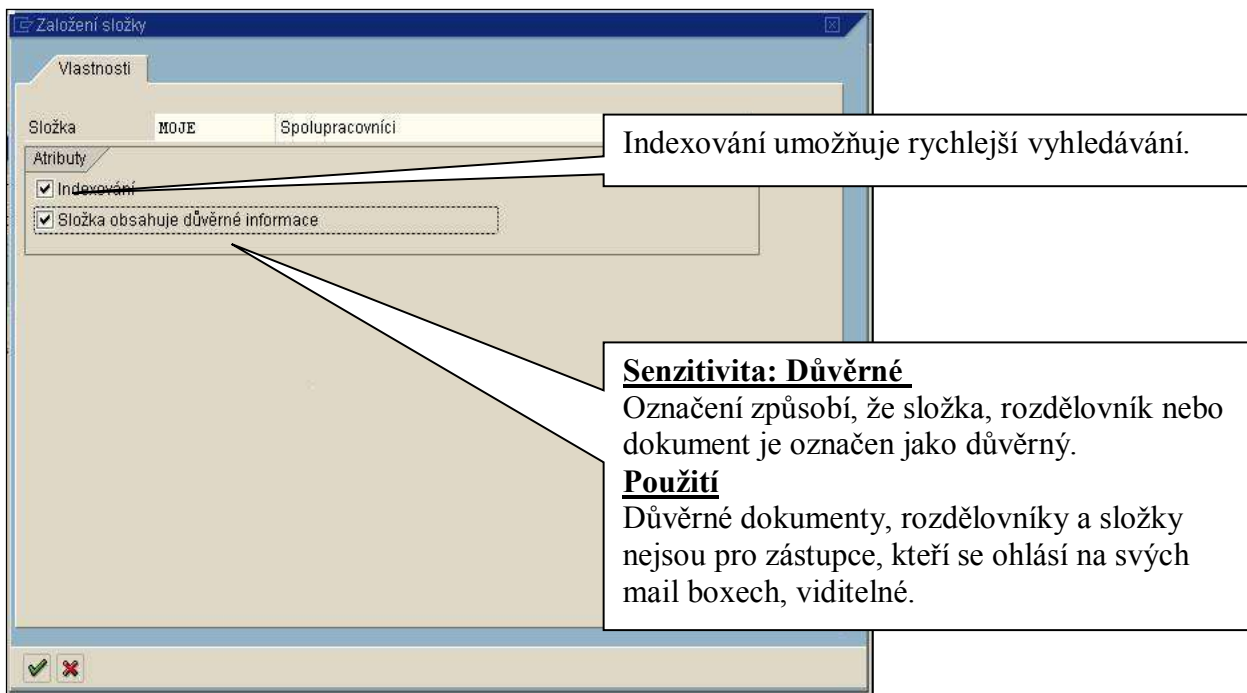 Založení složky
Vlastnosti
Složka MOJE Spolupracovníci
Atributy
Indexování
Složka obsahuje důvěrné informace
Indexování umožňuje rychlejší vyhledávání.
Senzitivita: Důvěrné
Označení způsobí, že složka, rozdělovník nebo
dokument je označen jako důvěrný.
Použití
Důvěrné dokumenty, rozdělovníky a složky
nejsou pro zástupce, kteří se ohlásí na svých
mail boxech, viditelné.